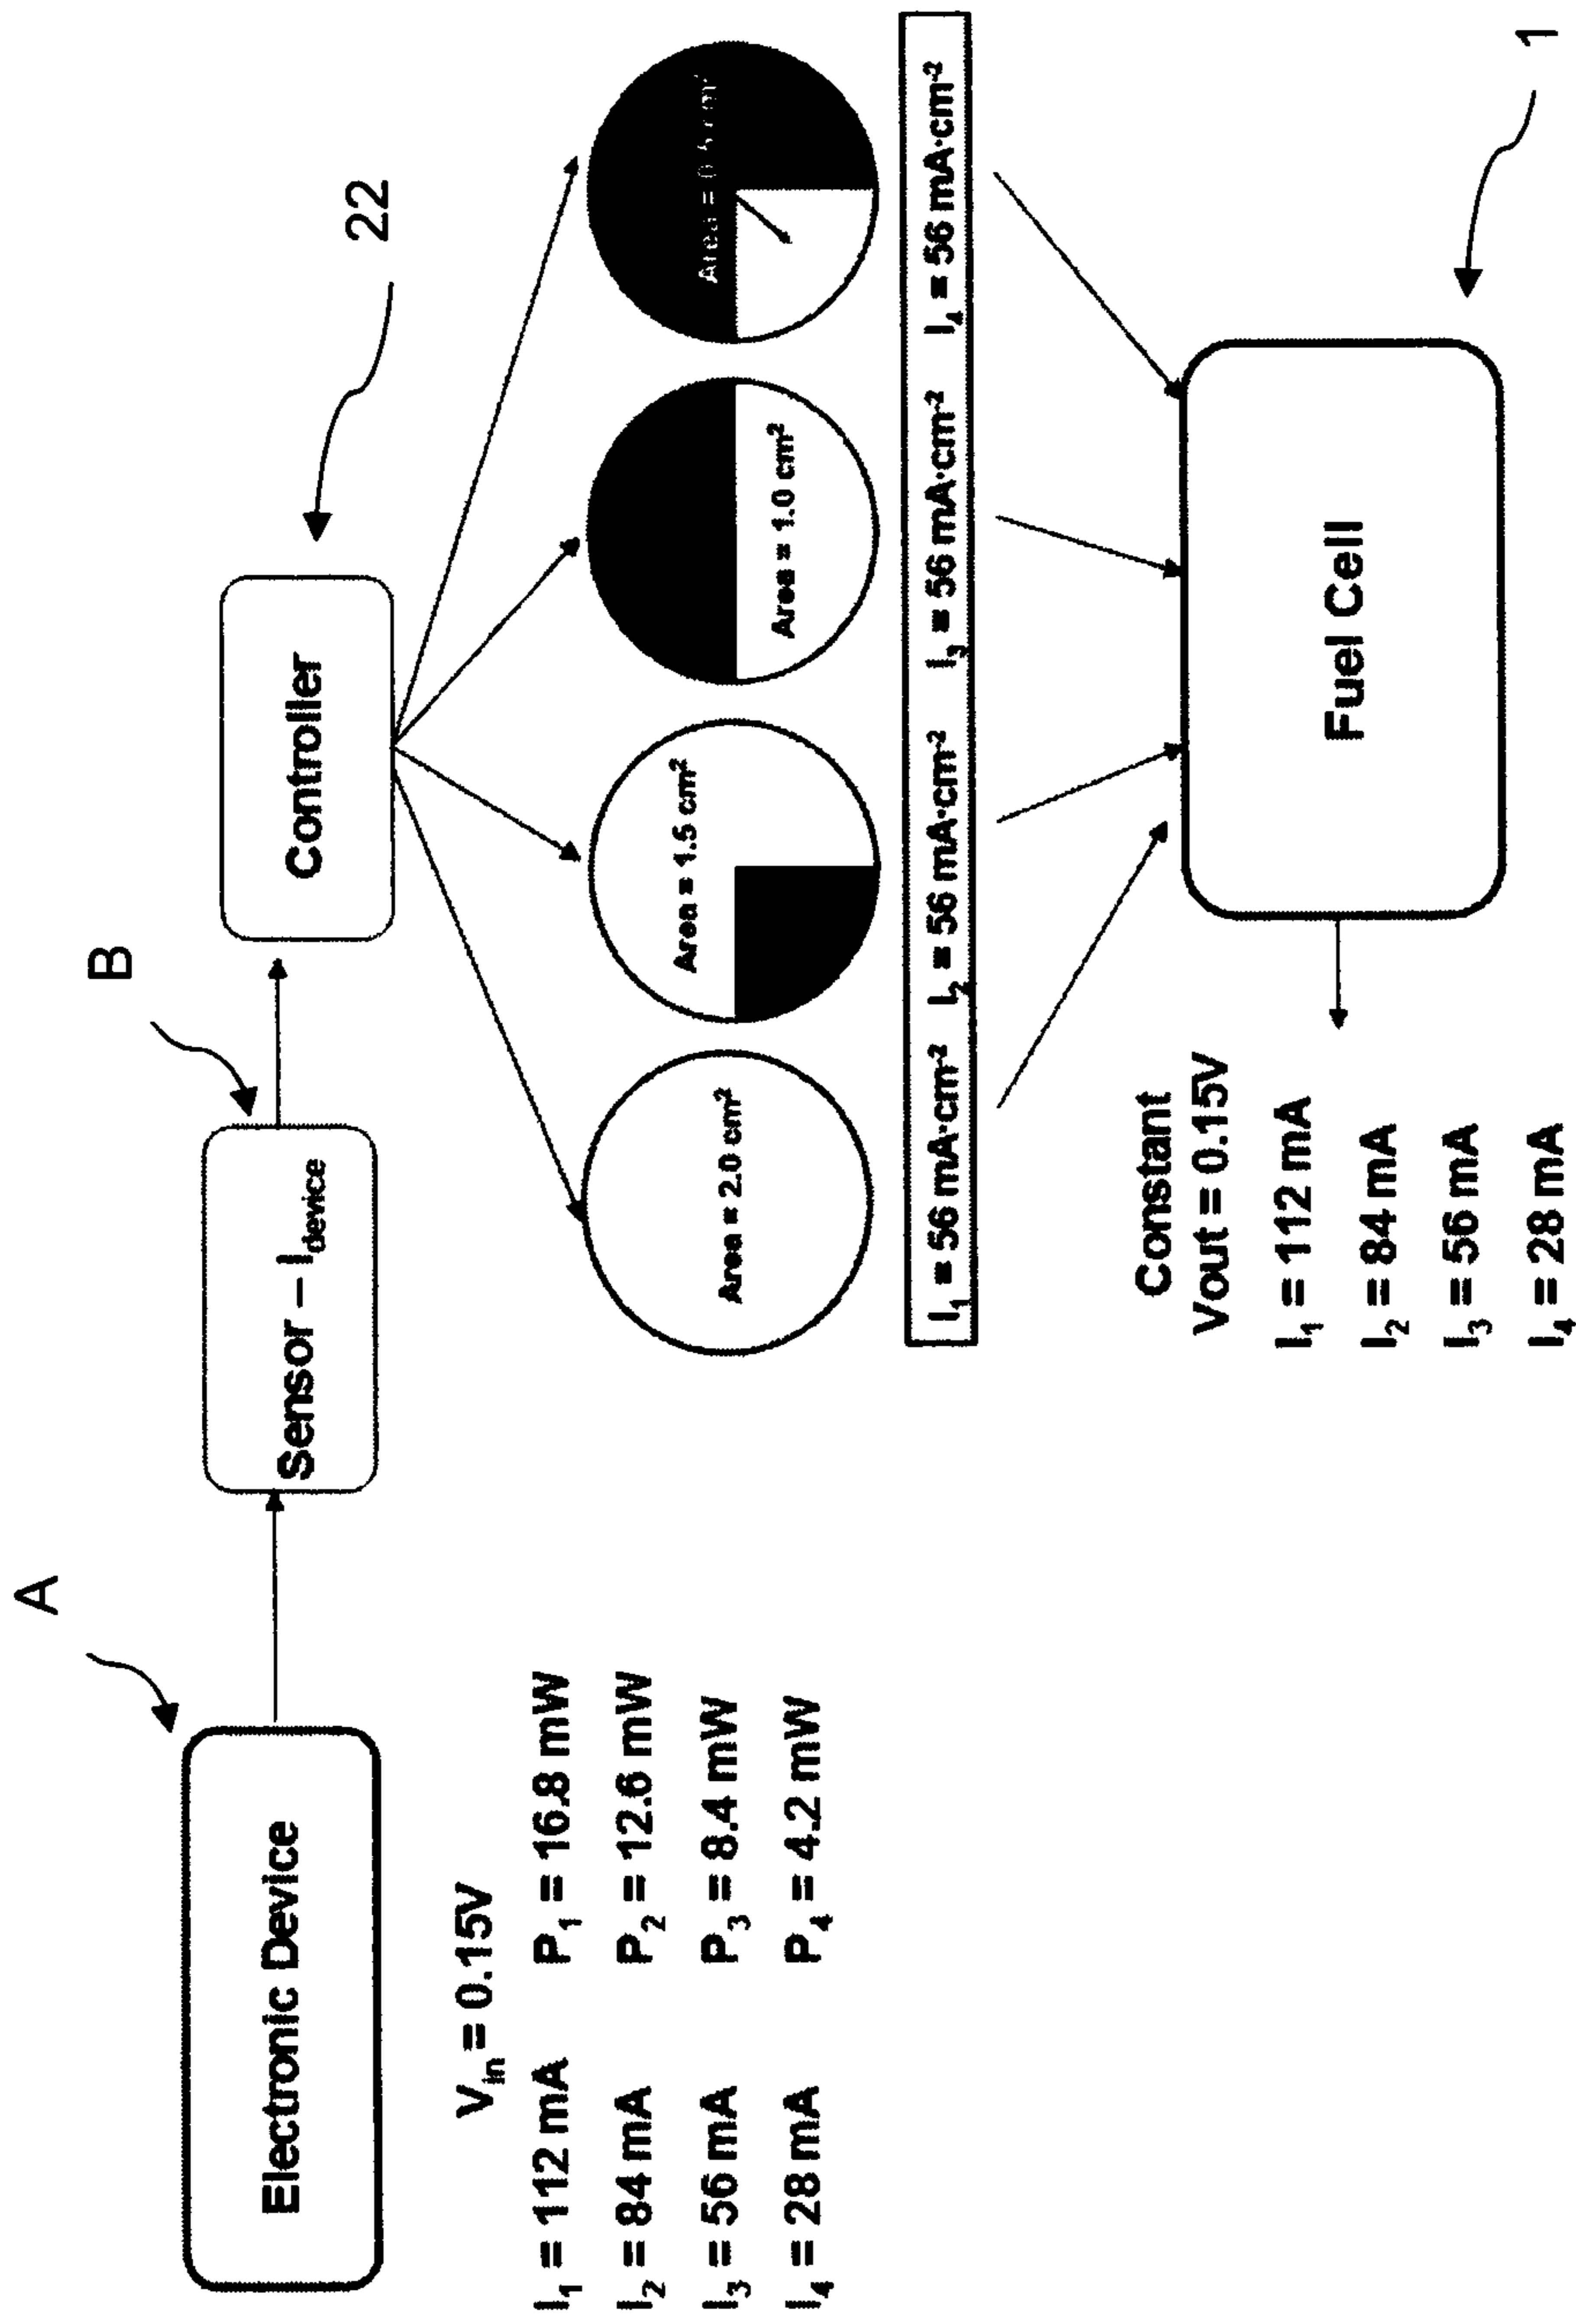 A
B
22
Electronic Device
Sensor – I_device
Controller
V_in = 0.15V
I₁ = 112 mA P₁ = 16.8 mW
I₂ = 84 mA P₂ = 12.6 mW
I₃ = 56 mA P₃ = 8.4 mW
I₄ = 28 mA P₄ = 4.2 mW
Area = 2.0 cm²
Area = 1.5 cm²
Area = 1.0 cm²
Area = 0.5 cm²
I₁ = 56 mA·cm⁻² I₂ = 56 mA·cm⁻² I₃ = 56 mA·cm⁻² I₄ = 56 mA·cm⁻²
Constant
Vout = 0.15V
I₁ = 112 mA
I₂ = 84 mA
I₃ = 56 mA
I₄ = 28 mA
Fuel Cell
1